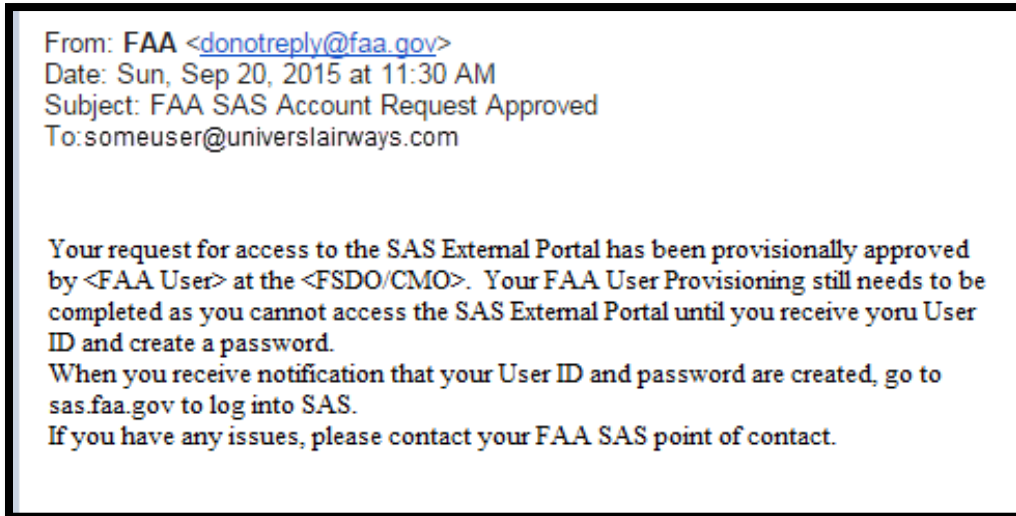 From: FAA <donotreply@faa.gov>
Date: Sun, Sep 20, 2015 at 11:30 AM
Subject: FAA SAS Account Request Approved
To:someuser@universlairways.com
Your request for access to the SAS External Portal has been provisionally approved
by <FAA User> at the <FSDO/CMO>.  Your FAA User Provisioning still needs to be
completed as you cannot access the SAS External Portal until you receive yoru User
ID and create a password.
When you receive notification that your User ID and password are created, go to
sas.faa.gov to log into SAS.
If you have any issues, please contact your FAA SAS point of contact.